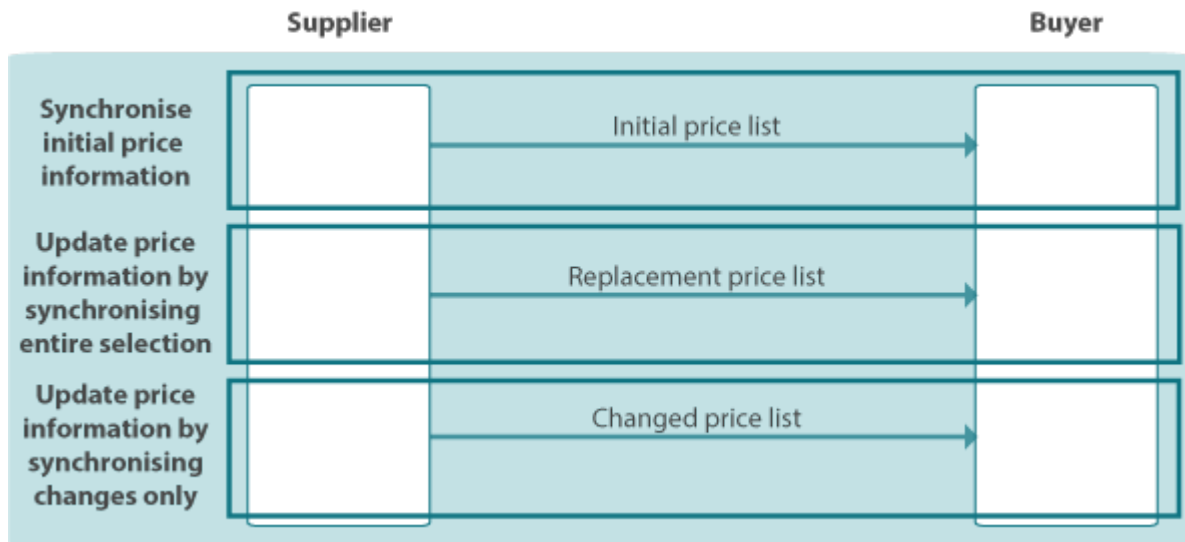 Supplier
Buyer
Synchronise
initial price
information
Initial price list
Update price
information by
synchronising
entire selection
Replacement price list
Update price
information by
synchronising
changes only
Changed price list